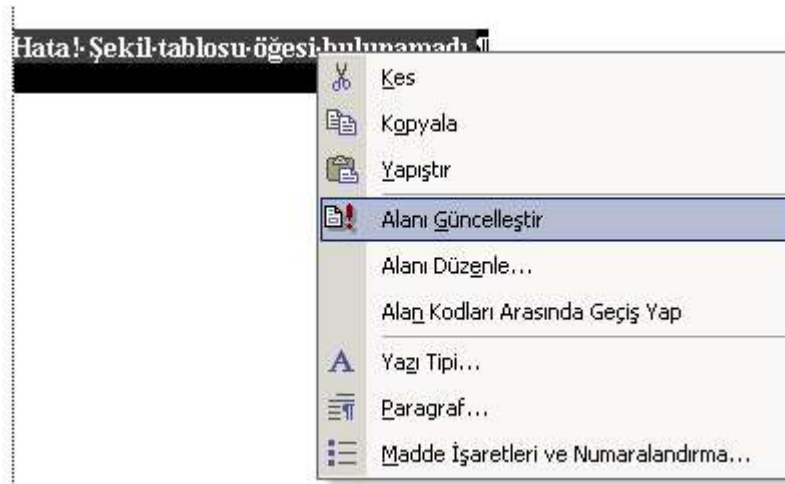 Hata! Şekil tablosu öğesi bulunamadı.¶
Kes
Kopyala
Yapıştır
Alanı Güncelleştir
Alanı Düzenle...
Alan Kodları Arasında Geçiş Yap
Yazı Tipi...
Paragraf...
Madde İşaretleri ve Numaralandırma...